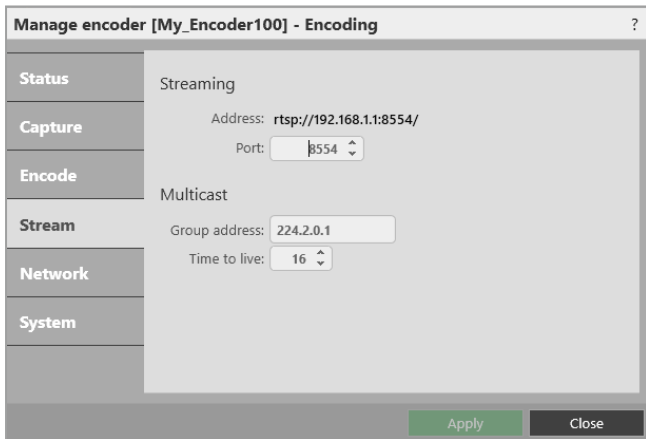 Manage encoder [My_Encoder100] - Encoding ?
Status
Capture
Encode
Stream
Network
System
Streaming
Address: rtsp://192.168.1.1:8554/
Port: 8554
Multicast
Group address: 224.2.0.1
Time to live: 16
Apply Close